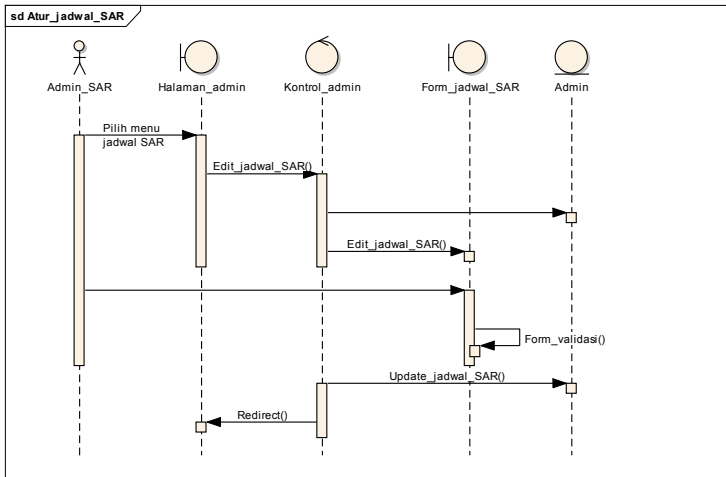 sd Atur_jadwal_SAR
Admin_SAR
Halaman_admin
Kontrol_admin
Form_jadwal_SAR
Admin
Pilih menu
jadwal SAR
Edit_jadwal_SAR()
Edit_jadwal_SAR()
Form_validasi()
Update_jadwal_SAR()
Redirect()